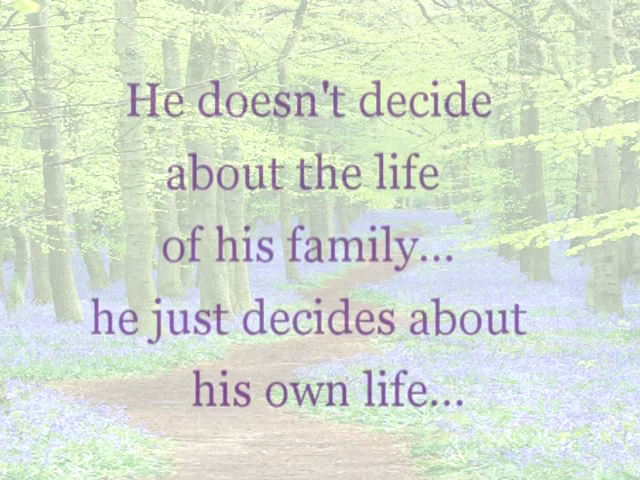 He doesn't decide
about the life
of his family...
he just decides about
his own life...